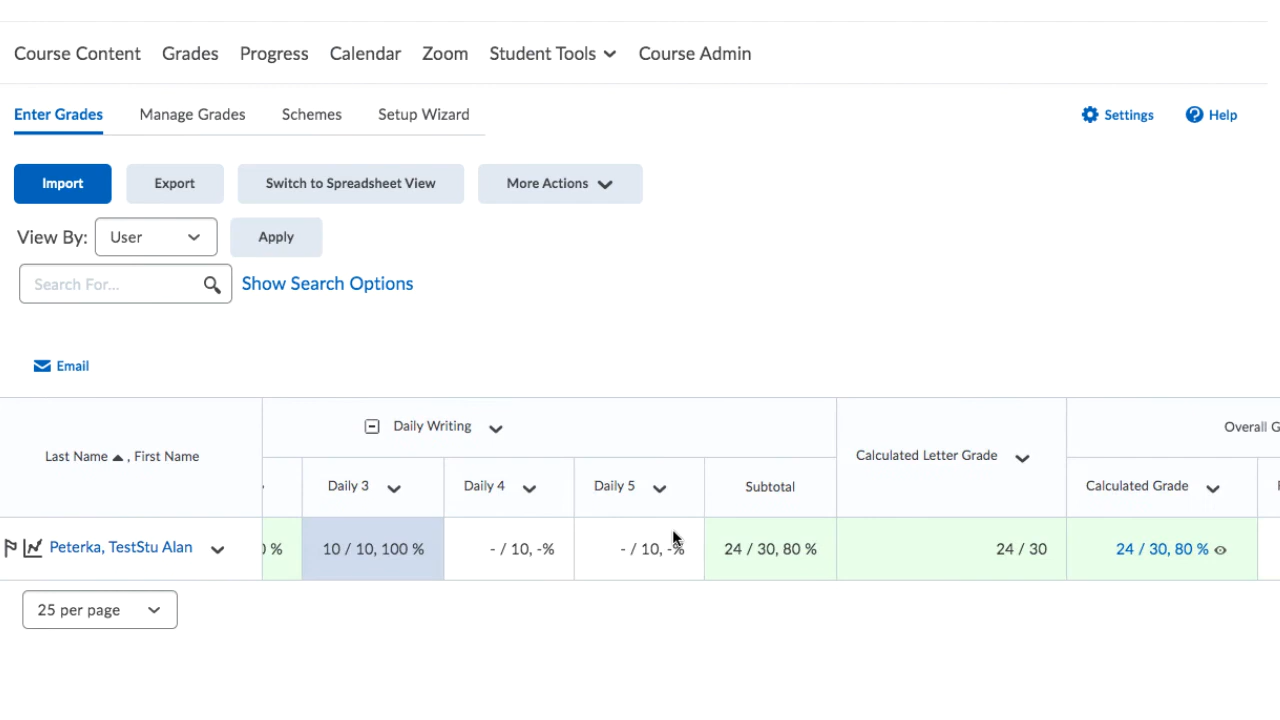 Course Content Grades Progress Calendar Zoom Student Tools Course Admin
Enter Grades Manage Grades Schemes Setup Wizard Settings Help
Import Export Switch to Spreadsheet View More Actions
View By: User Apply
Search For... Show Search Options
Email
Last Name , First Name Daily Writing Calculated Letter Grade Overall G
Daily 3 Daily 4 Daily 5 Subtotal Calculated Grade
Peterka, TestStu Alan ) % 10 / 10, 100 % - / 10, -% - / 10, -% 24 / 30, 80 % 24 / 30 24 / 30, 80 %
25 per page